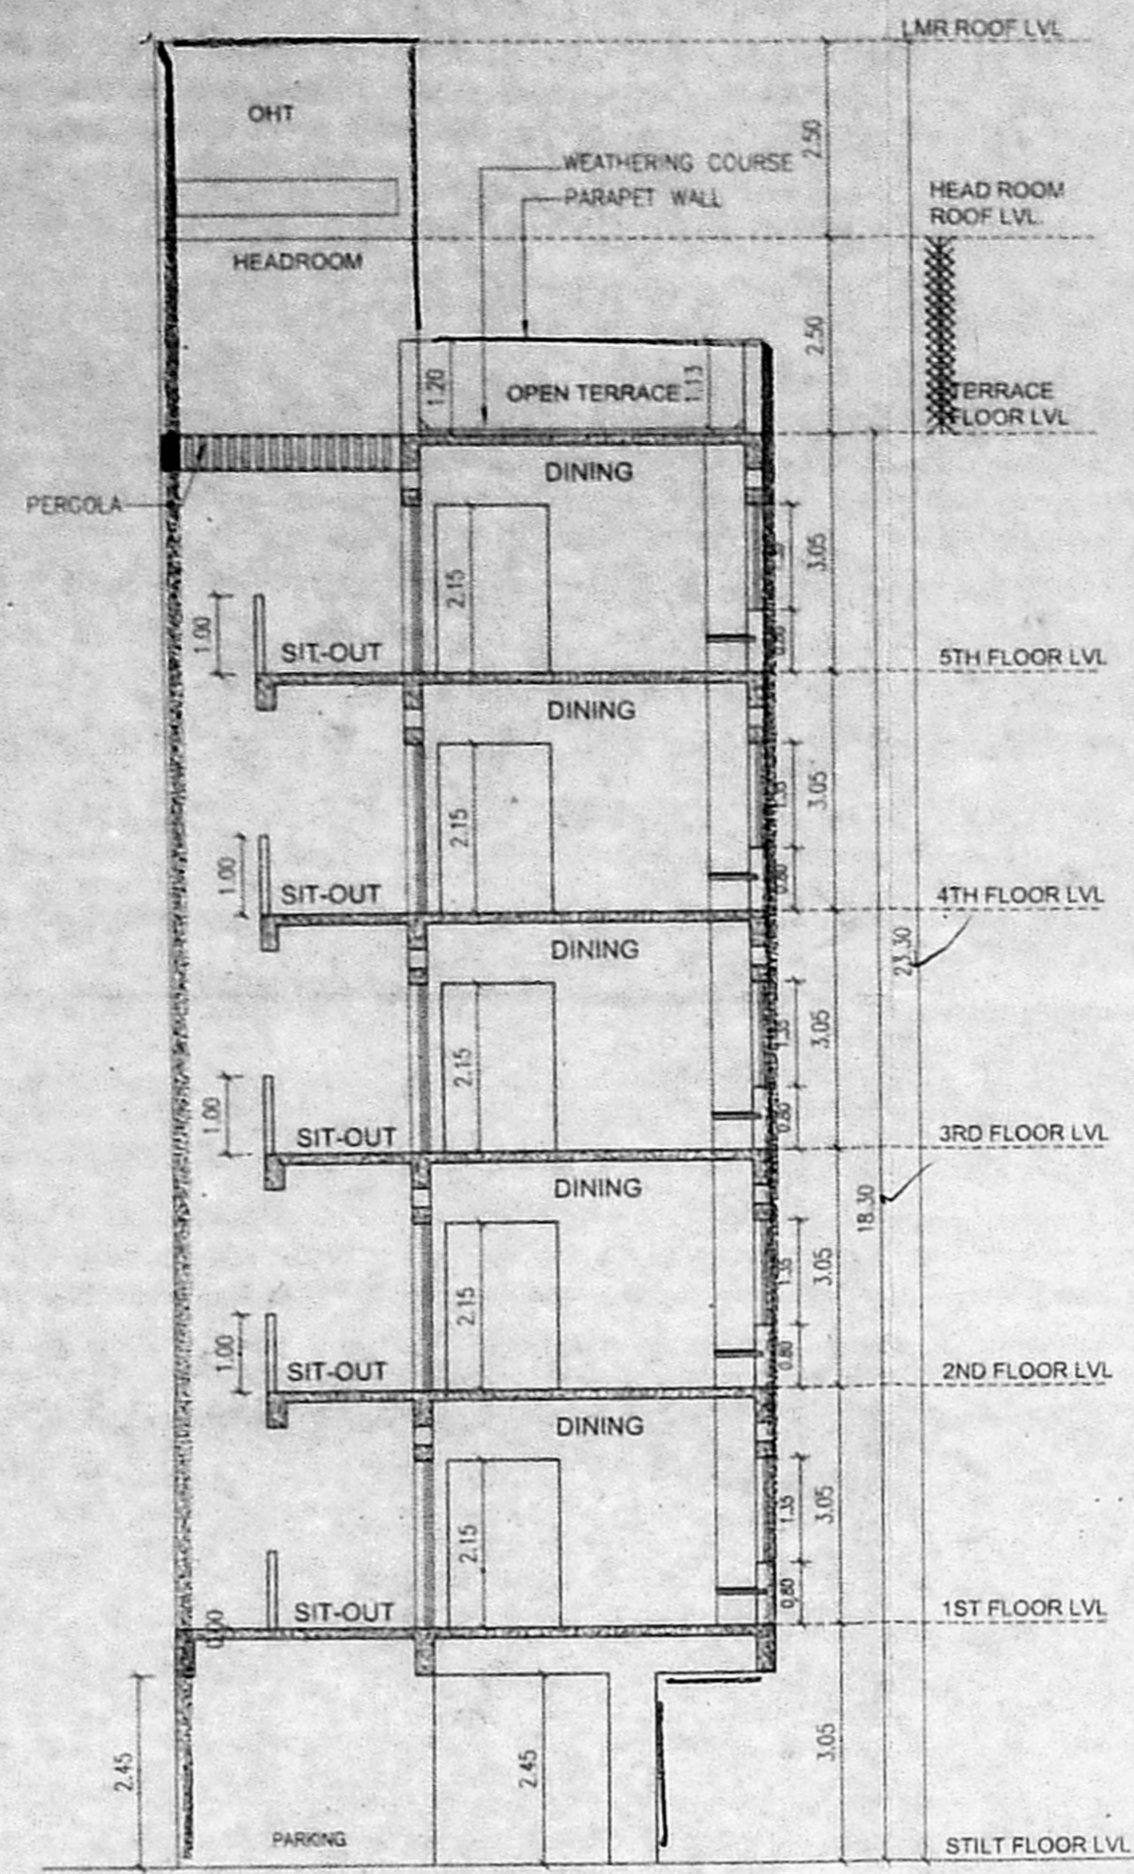 LMR ROOF LVL
OHT
2.50
WEATHERING COURSE
PARAPET WALL
HEAD ROOM
ROOF LVL.
HEADROOM
2.50
1.20
OPEN TERRACE
1.13
TERRACE
FLOOR LVL
DINING
PERGOLA
2.15
3.05
1.00
SIT-OUT
0.80
5TH FLOOR LVL
DINING
2.15
1.35
3.05
1.00
SIT-OUT
0.80
4TH FLOOR LVL
DINING
23.30
2.15
1.35
3.05
1.00
SIT-OUT
0.80
3RD FLOOR LVL
DINING
18.30
2.15
1.35
3.05
1.00
SIT-OUT
0.80
2ND FLOOR LVL
DINING
2.15
1.35
3.05
SIT-OUT
0.80
1ST FLOOR LVL
0.00
2.45
2.45
3.05
PARKING
STILT FLOOR LVL